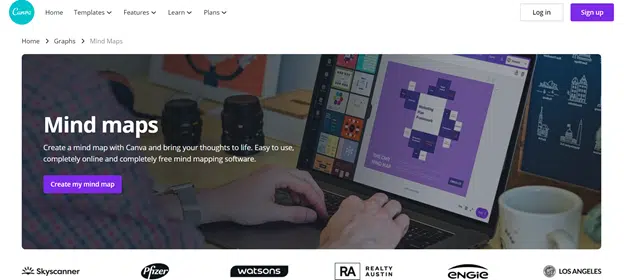 Canva
Home
Templates
Features
Learn
Plans
Log in
Sign up
Home > Graphs > Mind Maps
Mind maps
Create a mind map with Canva and bring your thoughts to life. Easy to use,
completely online and completely free mind mapping software.
Create my mind map
Skyscanner
Pfizer
watsons
RA
REALTY
AUSTIN
ENGIE
LOS ANGELES